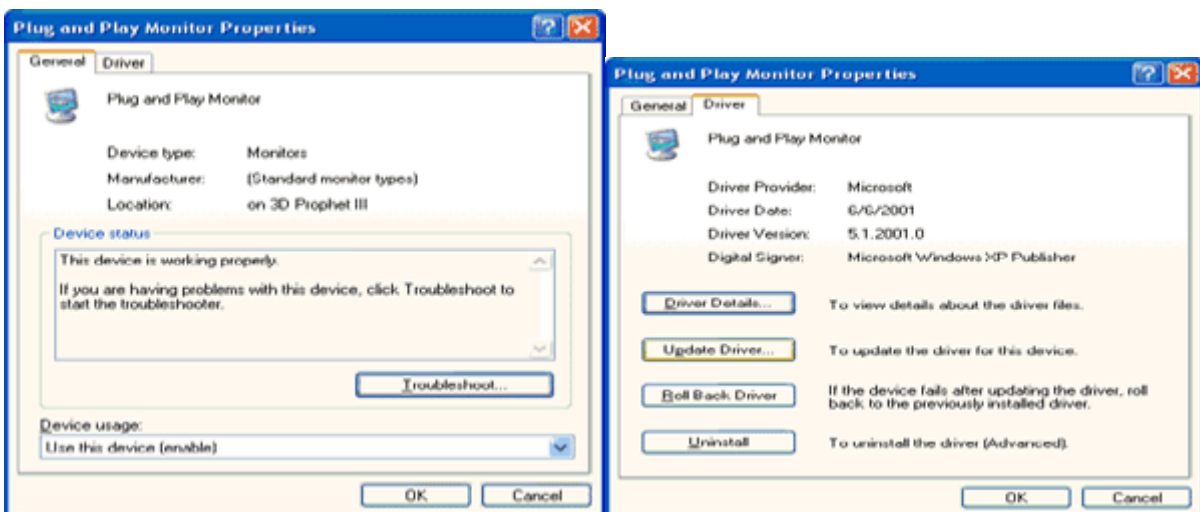 Plug and Play Monitor Properties
General Driver
Plug and Play Monitor
Device type: Monitors
Manufacturer: (Standard monitor types)
Location: on 3D Prophet III
Device status
This device is working properly.
If you are having problems with this device, click Troubleshoot to
start the troubleshooter.
Troubleshoot...
Device usage:
Use this device (enable)
OK Cancel
Plug and Play Monitor Properties
General Driver
Plug and Play Monitor
Driver Provider: Microsoft
Driver Date: 6/6/2001
Driver Version: 5.1.2001.0
Digital Signer: Microsoft Windows XP Publisher
Driver Details... To view details about the driver files.
Update Driver... To update the driver for this device.
Roll Back Driver If the device fails after updating the driver, roll
back to the previously installed driver.
Uninstall To uninstall the driver (Advanced).
OK Cancel